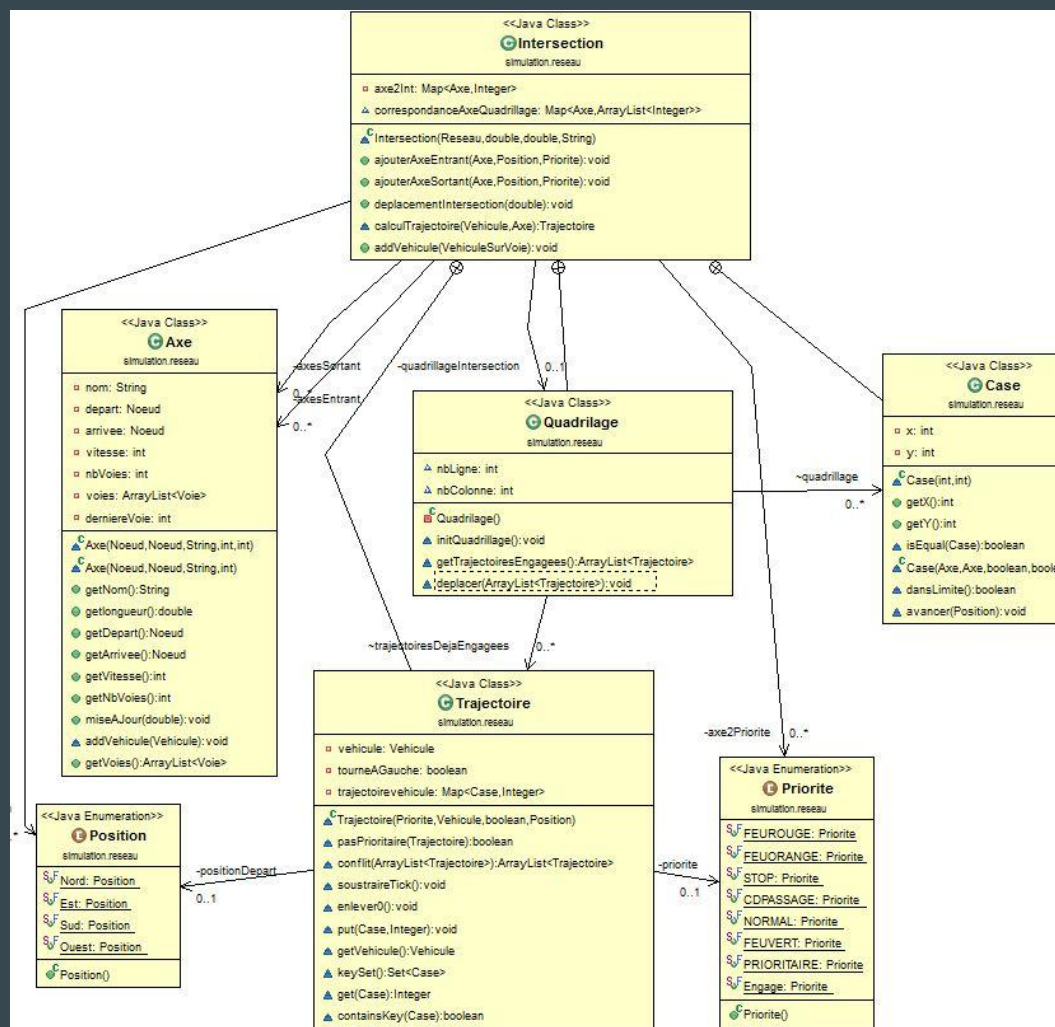 <<Java Class>>
Intersection
simulation.reseau
axe2Int: Map<Axe,Integer>
correspondanceAxeQuadrillage: Map<Axe,ArrayList<Integer>>
Intersection(Reseau,double,double,String)
ajouterAxeEntrant(Axe,Position,Priorite):void
ajouterAxeSortant(Axe,Position,Priorite):void
deplacementIntersection(double):void
calculTrajectoire(Vehicule,Axe):Trajectoire
addVehicule(VehiculeSurVoie):void
<<Java Class>>
Axe
simulation.reseau
nom: String
depart: Noeud
arrivee: Noeud
vitesse: int
nbVoies: int
voies: ArrayList<Voie>
derniereVoie: int
Axe(Noeud,Noeud,String,int,int)
Axe(Noeud,Noeud,String,int)
getNom():String
getlongueur():double
getDepart():Noeud
getArrivee():Noeud
getVitesse():int
getNbVoies():int
miseAJour(double):void
addVehicule(Vehicule):void
getVoies():ArrayList<Voie>
-axesSortant
0..*
-axesEntrant
0..*
-quadrillageIntersection
0..1
<<Java Class>>
Quadrilage
simulation.reseau
nbLigne: int
nbColonne: int
Quadrilage()
initQuadrillage():void
getTrajectoiresEngagees():ArrayList<Trajectoire>
deplacer(ArrayList<Trajectoire>):void
~quadrillage
0..*
<<Java Class>>
Case
simulation.reseau
x: int
y: int
Case(int,int)
getX():int
getY():int
isEqual(Case):boolean
Case(Axe,Axe,boolean,boole
dansLimite():boolean
avancer(Position):void
~trajectoiresDejaEngagees
0..*
<<Java Class>>
Trajectoire
simulation.reseau
vehicule: Vehicule
tourneAGauche: boolean
trajectoirevehicule: Map<Case,Integer>
Trajectoire(Priorite,Vehicule,boolean,Position)
pasPrioritaire(Trajectoire):boolean
conflit(ArrayList<Trajectoire>):ArrayList<Trajectoire>
soustraireTick():void
enlever0():void
put(Case,Integer):void
getVehicule():Vehicule
keySet():Set<Case>
get(Case):Integer
containsKey(Case):boolean
-axe2Priorite
0..*
-priorite
0..1
<<Java Enumeration>>
Priorite
simulation.reseau
FEUROUGE: Priorite
FEUORANGE: Priorite
STOP: Priorite
CDPASSAGE: Priorite
NORMAL: Priorite
FEUVERT: Priorite
PRIORITAIRE: Priorite
Engage: Priorite
Priorite()
-positionDepart
0..1
..*
<<Java Enumeration>>
Position
simulation.reseau
Nord: Position
Est: Position
Sud: Position
Ouest: Position
Position()